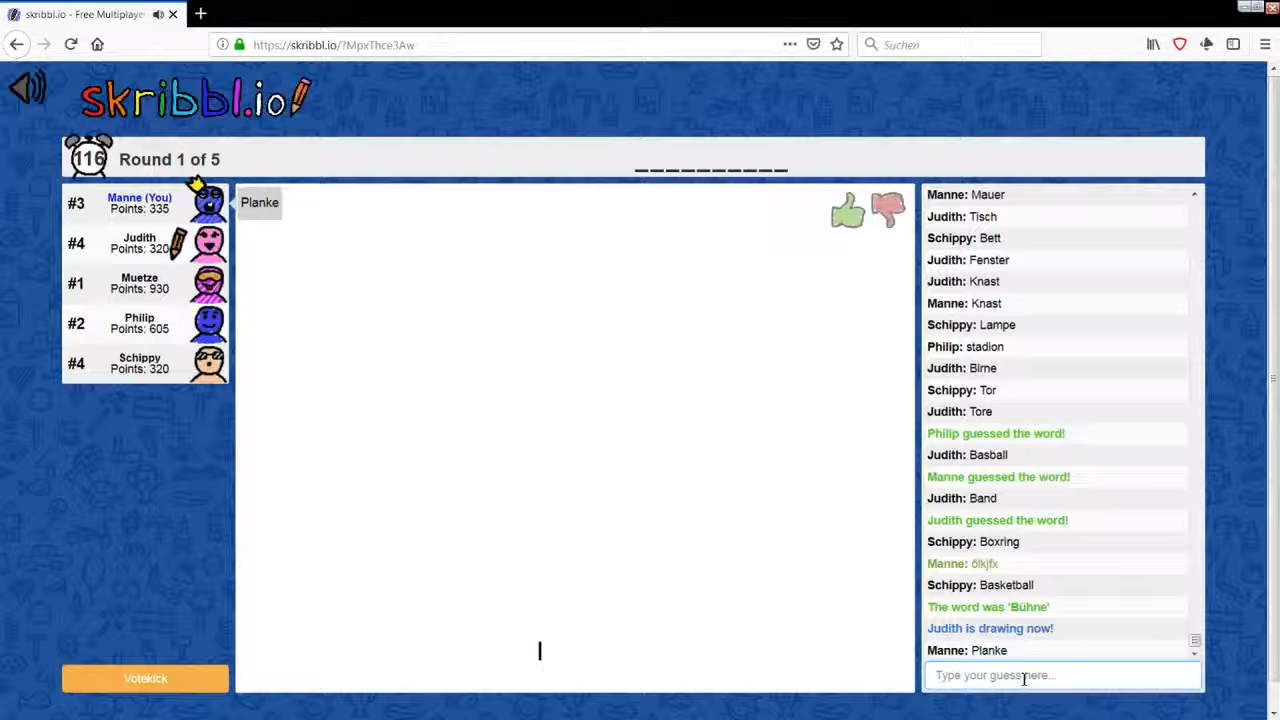 skribbl.io - Free Multiplaye
https://skribbl.io/?MpxThce3Aw
Suchen
skribbl.io
116
Round 1 of 5
__________
#3
Manne (You)
Points: 335
#4
Judith
Points: 320
#1
Muetze
Points: 930
#2
Philip
Points: 605
#4
Schippy
Points: 320
Votekick
Planke
Manne: Mauer
Judith: Tisch
Schippy: Bett
Judith: Fenster
Judith: Knast
Manne: Knast
Schippy: Lampe
Philip: stadion
Judith: Birne
Schippy: Tor
Judith: Tore
Philip guessed the word!
Judith: Basball
Manne guessed the word!
Judith: Band
Judith guessed the word!
Schippy: Boxring
Manne: ölkjfx
Schippy: Basketball
The word was 'Bühne'
Judith is drawing now!
Manne: Planke
Type your guess here...